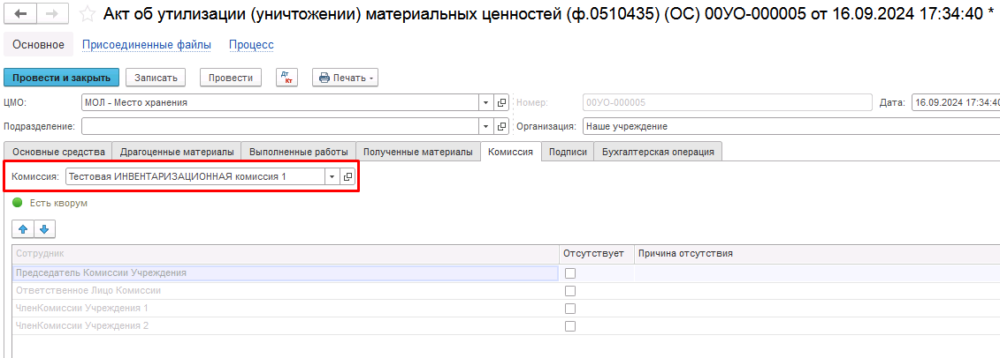 Акт об утилизации (уничтожении) материальных ценностей (ф.0510435) (ОС) 00УО-000005 от 16.09.2024 17:34:40 *
Основное Присоединенные файлы Процесс
Провести и закрыть Записать Провести Дт Кт Печать
ЦМО: МОЛ - Место хранения Номер: 00УО-000005 Дата: 16.09.2024 17:34:40
Подразделение: Организация: Наше учреждение
Основные средства Драгоценные материалы Выполненные работы Полученные материалы Комиссия Подписи Бухгалтерская операция
Комиссия: Тестовая ИНВЕНТАРИЗАЦИОННАЯ комиссия 1
Есть кворум
Сотрудник Отсутствует Причина отсутствия
Председатель Комиссии Учреждения
Ответственное Лицо Комиссии
ЧленКомиссии Учреждения 1
ЧленКомиссии Учреждения 2